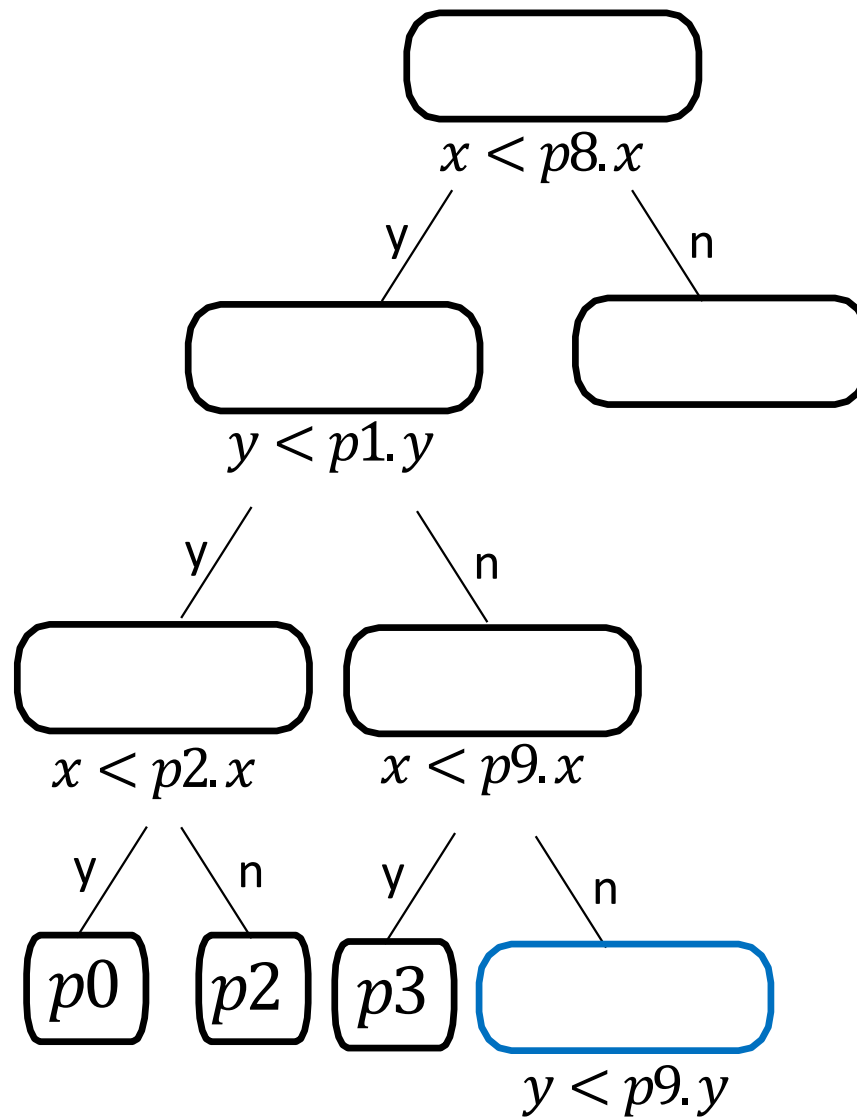 x < p8.x
y n
y < p1.y
y n
x < p2.x x < p9.x
y n y n
p0 p2 p3
y < p9.y